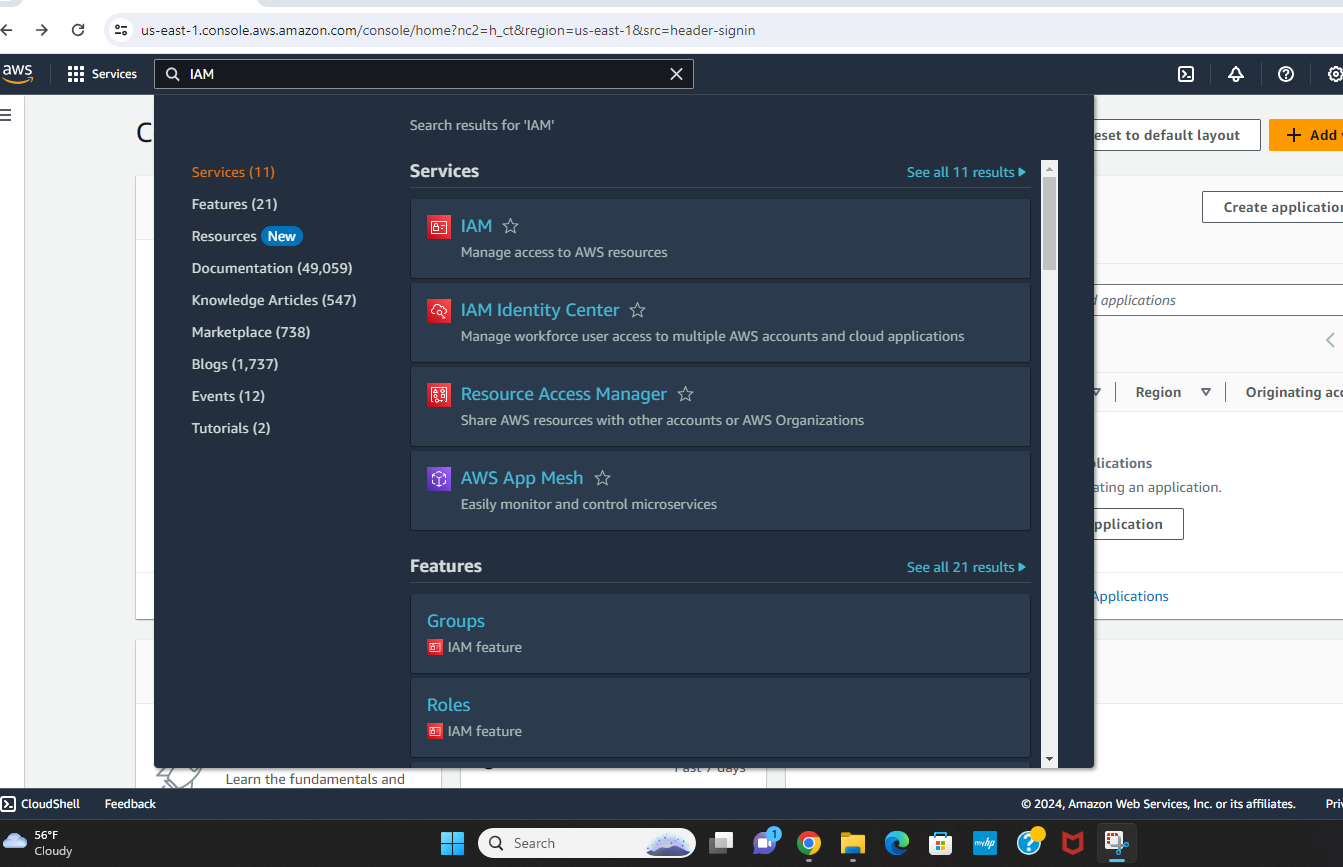 us-east-1.console.aws.amazon.com/console/home?nc2=h_ct&region=us-east-1&src=header-signin
aws
Services
IAM
Search results for 'IAM'
Services (11)
Features (21)
Resources New
Documentation (49,059)
Knowledge Articles (547)
Marketplace (738)
Blogs (1,737)
Events (12)
Tutorials (2)
Services
See all 11 results
IAM
Manage access to AWS resources
IAM Identity Center
Manage workforce user access to multiple AWS accounts and cloud applications
Resource Access Manager
Share AWS resources with other accounts or AWS Organizations
AWS App Mesh
Easily monitor and control microservices
Features
See all 21 results
Groups
IAM feature
Roles
IAM feature
eset to default layout
+ Add
Create application
d applications
Region
Originating acc
lications
ating an application.
pplication
Applications
Learn the fundamentals and
Past 7 days
CloudShell
Feedback
© 2024, Amazon Web Services, Inc. or its affiliates.
Priv
56°F
Cloudy
Search
1
myhp